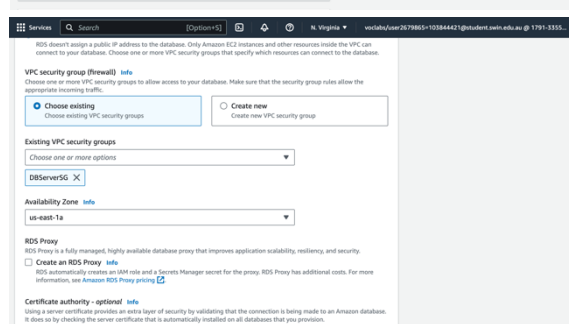 Services
Search
[Option+S]
N. Virginia
voclabs/user2679865=103844421@student.swin.edu.au @ 1791-3355...
RDS doesn't assign a public IP address to the database. Only Amazon EC2 instances and other resources inside the VPC can
connect to your database. Choose one or more VPC security groups that specify which resources can connect to the database.
VPC security group (firewall) Info
Choose one or more VPC security groups to allow access to your database. Make sure that the security group rules allow the
appropriate incoming traffic.
Choose existing
Choose existing VPC security groups
Create new
Create new VPC security group
Existing VPC security groups
Choose one or more options
DBServerSG
Availability Zone Info
us-east-1a
RDS Proxy
RDS Proxy is a fully managed, highly available database proxy that improves application scalability, resiliency, and security.
Create an RDS Proxy Info
RDS automatically creates an IAM role and a Secrets Manager secret for the proxy. RDS Proxy has additional costs. For more
information, see Amazon RDS Proxy pricing
Certificate authority - optional Info
Using a server certificate provides an extra layer of security by validating that the connection is being made to an Amazon database.
It does so by checking the server certificate that is automatically installed on all databases that you provision.